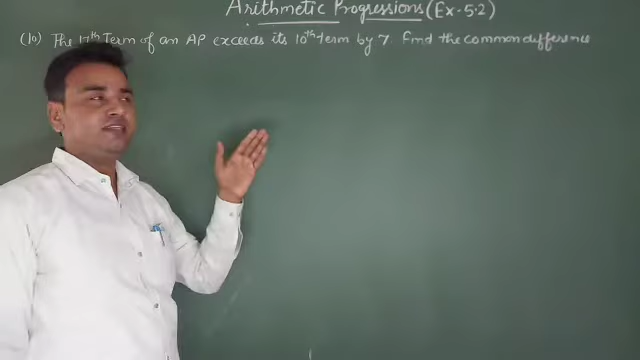 Arithmetic Progressions (Ex-5.2)
(10) The 17th Term of an AP exceeds its 10th Term by 7. Find the common difference